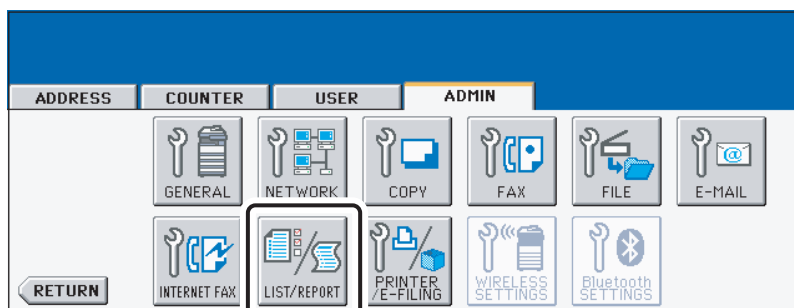 ADDRESS COUNTER USER ADMIN
GENERAL NETWORK COPY FAX FILE E-MAIL
INTERNET FAX LIST/REPORT PRINTER
/E-FILING WIRELESS
SETTINGS Bluetooth
SETTINGS
RETURN